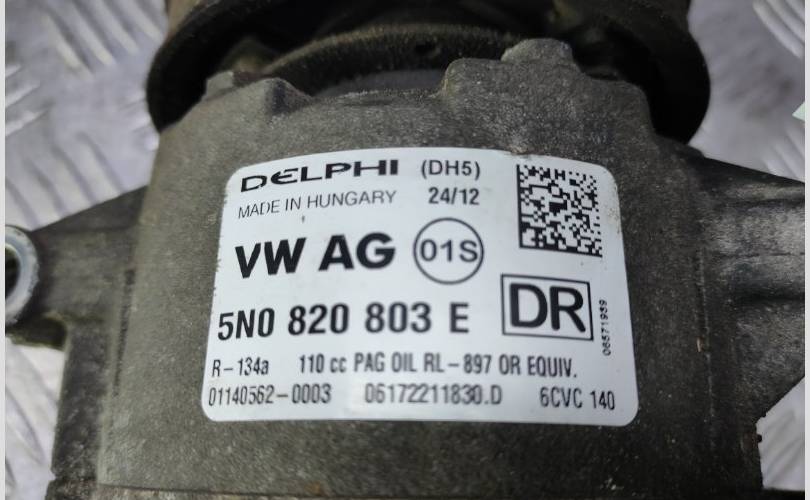 DELPHI (DH5)
MADE IN HUNGARY 24/12
VW AG 01S
5N0 820 803 E DR
06571939
R-134a 110 cc PAG OIL RL-897 OR EQUIV.
01140562-0003 06172211830.D 6CVC 140